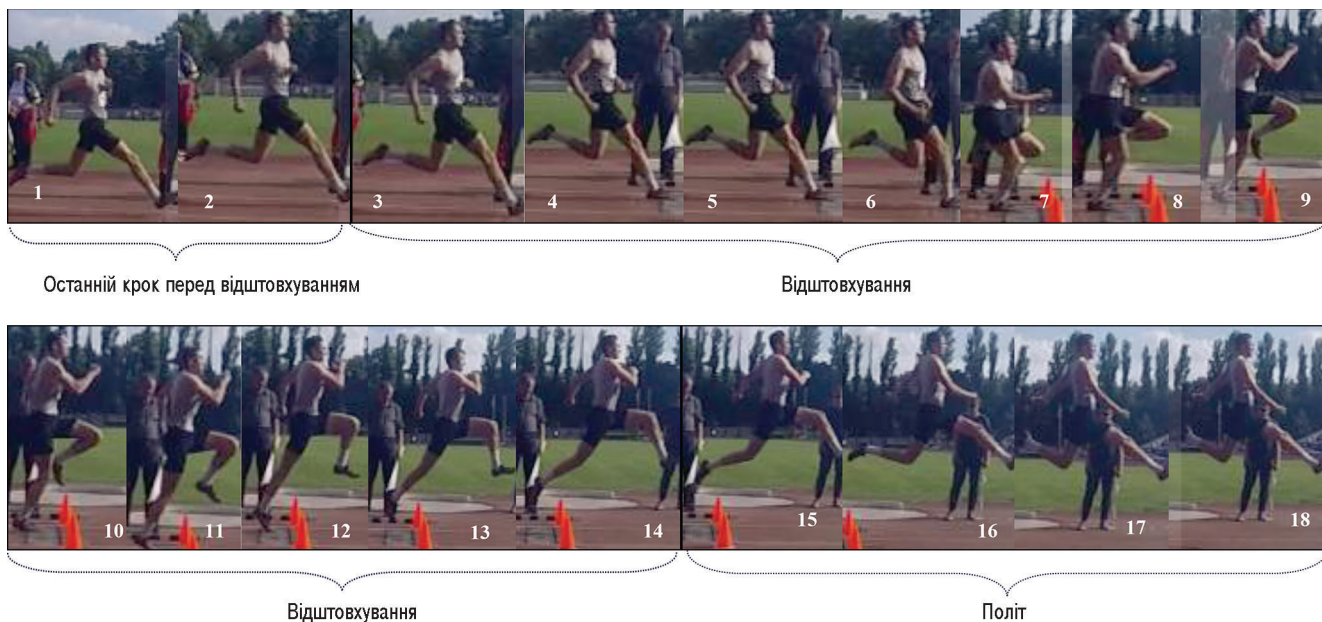 1 2 3 4 5 6 7 8 9
Останній крок перед відштовхуванням Відштовхування
10 11 12 13 14 15 16 17 18
Відштовхування Політ